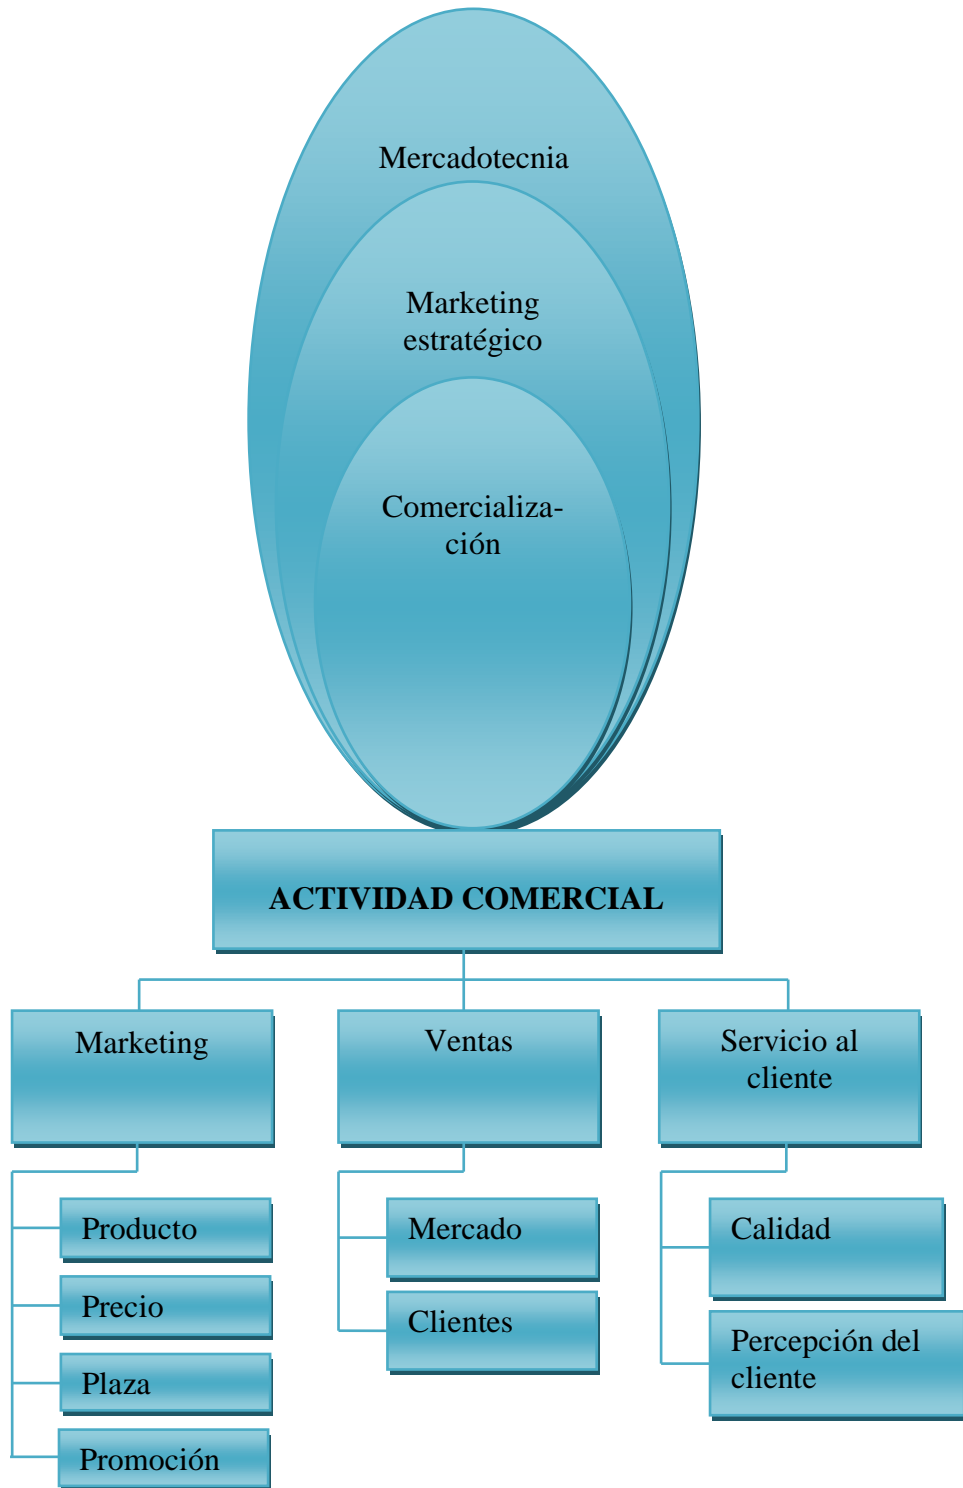 Mercadotecnia
Marketing
estratégico
Comercializa-
ción
ACTIVIDAD COMERCIAL
Marketing
Producto
Precio
Plaza
Promoción
Ventas
Mercado
Clientes
Servicio al
cliente
Calidad
Percepción del
cliente